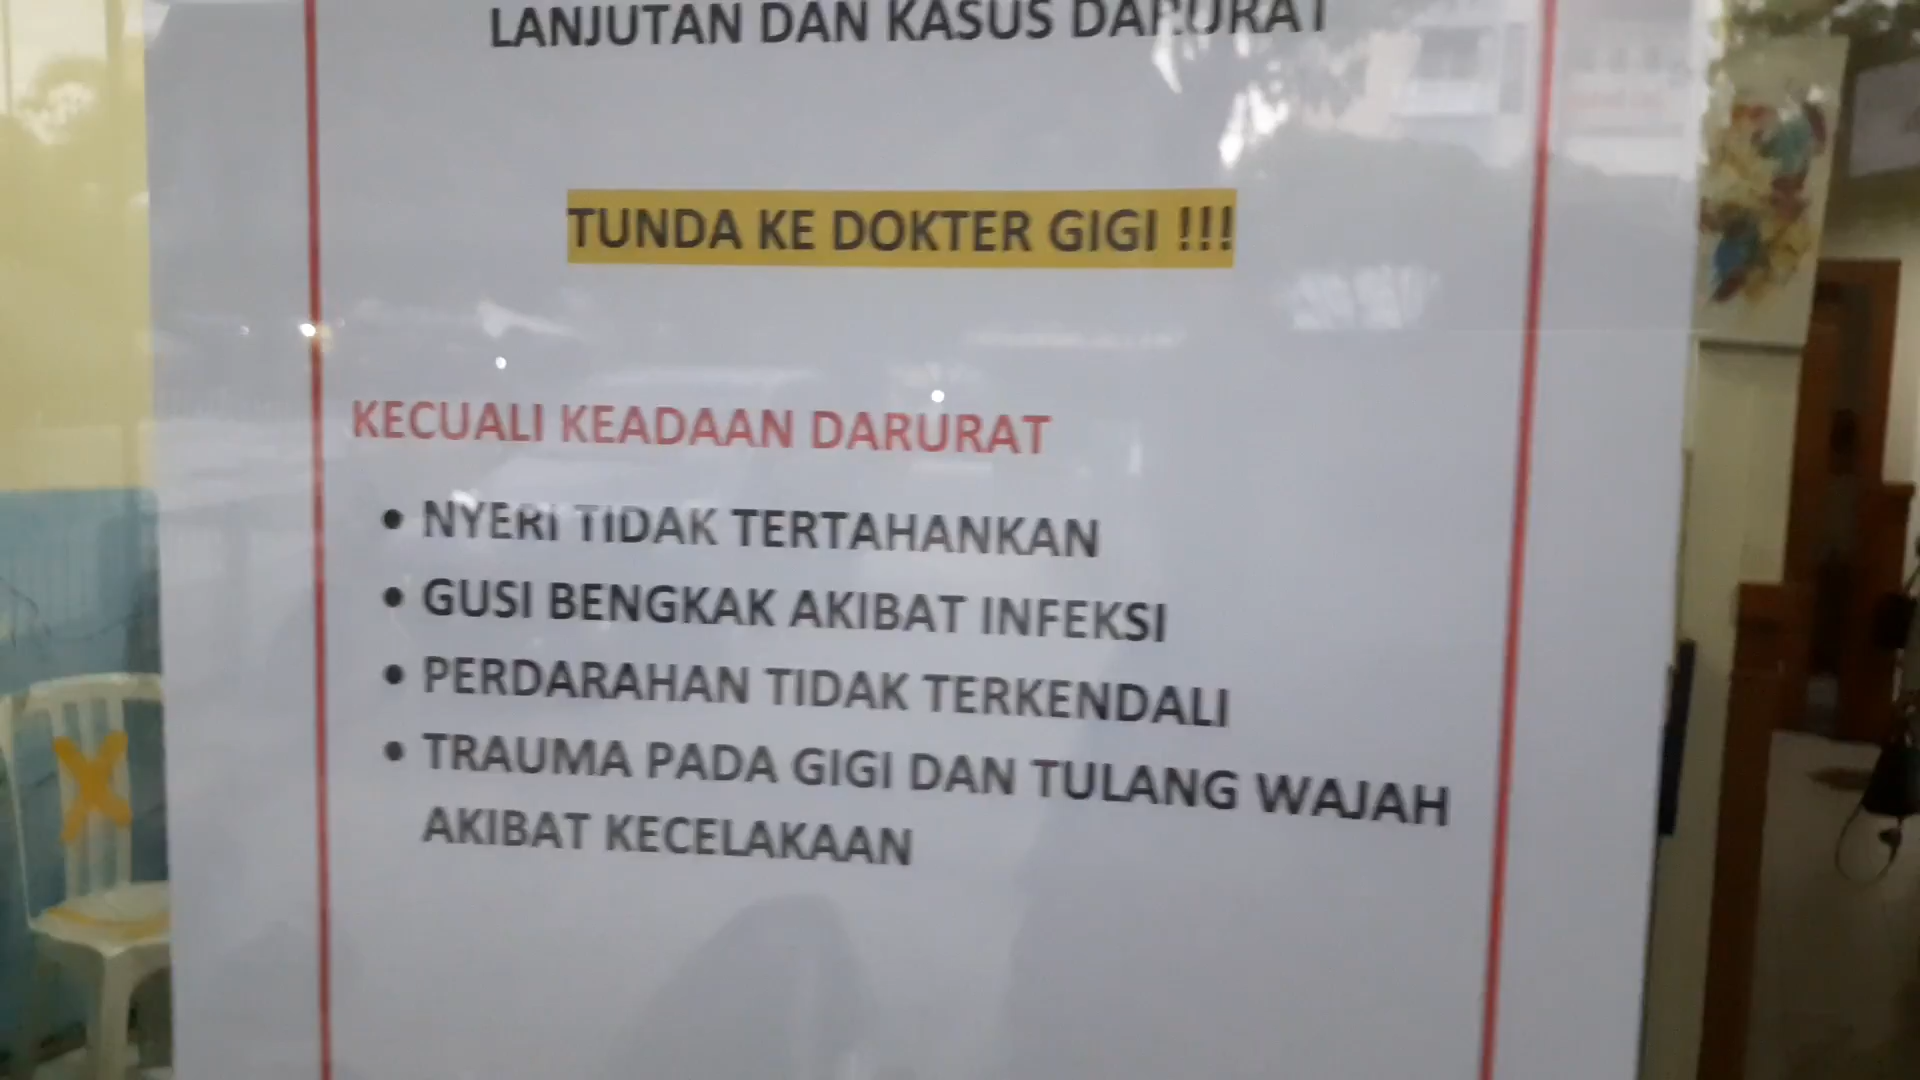 LANJUTAN DAN KASUS DARURAT
TUNDA KE DOKTER GIGI !!!
KECUALI KEADAAN DARURAT
• NYERI TIDAK TERTAHANKAN
• GUSI BENGKAK AKIBAT INFEKSI
• PERDARAHAN TIDAK TERKENDALI
• TRAUMA PADA GIGI DAN TULANG WAJAH
AKIBAT KECELAKAAN